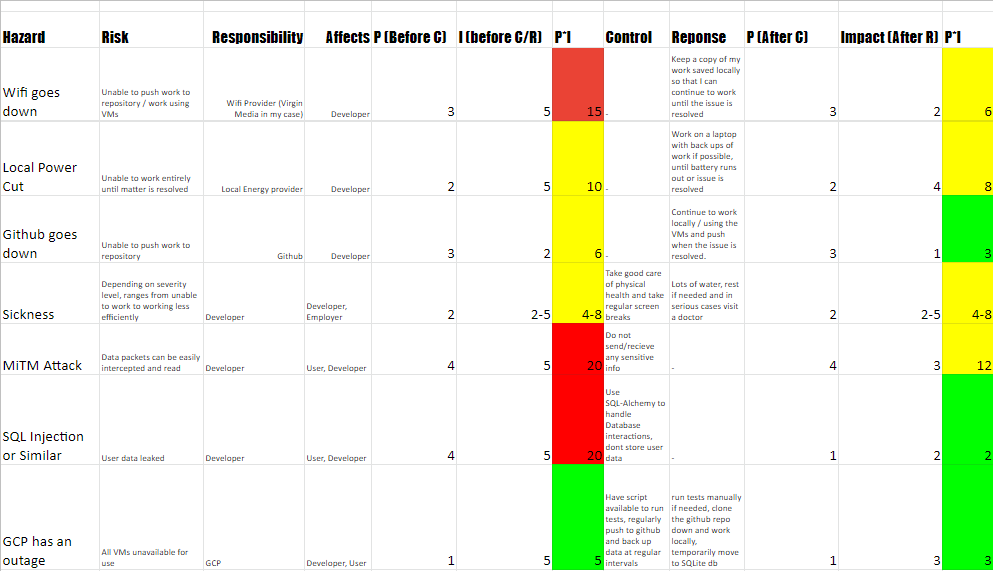 Hazard Risk Responsibility Affects P (Before C) I (before C/R) P*I Control Reponse P (After C) Impact (After R) P*I
Wifi goes
down
Unable to push work to
repository / work using
VMs
Wifi Provider (Virgin
Media in my case)
Developer
3
5
15
-
Keep a copy of my
work saved locally
so that I can
continue to work
until the issue is
resolved
3
2
6
Local Power
Cut
Unable to work entirely
until matter is resolved
Local Energy provider
Developer
2
5
10
-
Work on a laptop
with back ups of
work if possible,
until battery runs
out or issue is
resolved
2
4
8
Github goes
down
Unable to push work to
repository
Github
Developer
3
2
6
-
Continue to work
locally / using the
VMs and push
when the issue is
resolved.
3
1
3
Sickness
Depending on severity
level, ranges from unable
to work to working less
efficiently
Developer
Developer,
Employer
2
2-5
4-8
Take good care
of physical
health and take
regular screen
breaks
Lots of water, rest
if needed and in
serious cases visit
a doctor
2
2-5
4-8
MiTM Attack
Data packets can be easily
intercepted and read
Developer
User, Developer
4
5
20
Do not
send/recieve
any sensitive
info
-
4
3
12
SQL Injection
or Similar
User data leaked
Developer
User, Developer
4
5
20
Use
SQL-Alchemy to
handle
Database
interactions,
dont store user
data
-
1
2
2
GCP has an
outage
All VMs unavailable for
use
GCP
Developer, User
1
5
5
Have script
available to run
tests, regularly
push to github
and back up
data at regular
intervals
run tests manually
if needed, clone
the github repo
down and work
locally,
temporarily move
to SQLite db
1
3
3